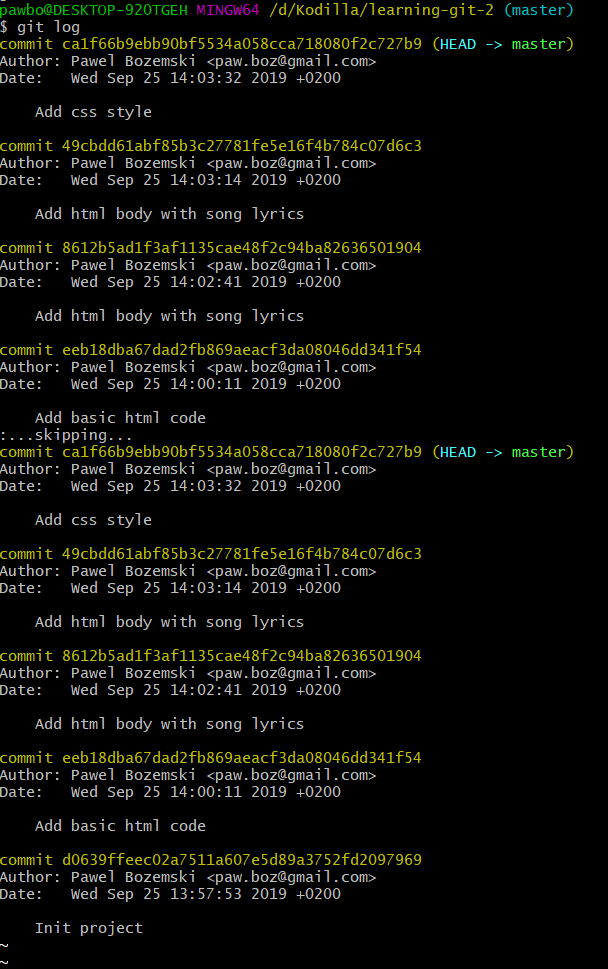 pawbo@DESKTOP-92OTGEH MINGW64 /d/Kodilla/learning-git-2 (master)
$ git log
commit ca1f66b9ebb90bf5534a058cca718080f2c727b9 (HEAD -> master)
Author: Pawel Bozemski <paw.boz@gmail.com>
Date:   Wed Sep 25 14:03:32 2019 +0200

    Add css style

commit 49cbdd61abf85b3c27781fe5e16f4b784c07d6c3
Author: Pawel Bozemski <paw.boz@gmail.com>
Date:   Wed Sep 25 14:03:14 2019 +0200

    Add html body with song lyrics

commit 8612b5ad1f3af1135cae48f2c94ba82636501904
Author: Pawel Bozemski <paw.boz@gmail.com>
Date:   Wed Sep 25 14:02:41 2019 +0200

    Add html body with song lyrics

commit eeb18dba67dad2fb869aeacf3da08046dd341f54
Author: Pawel Bozemski <paw.boz@gmail.com>
Date:   Wed Sep 25 14:00:11 2019 +0200

    Add basic html code
:...skipping...
commit ca1f66b9ebb90bf5534a058cca718080f2c727b9 (HEAD -> master)
Author: Pawel Bozemski <paw.boz@gmail.com>
Date:   Wed Sep 25 14:03:32 2019 +0200

    Add css style

commit 49cbdd61abf85b3c27781fe5e16f4b784c07d6c3
Author: Pawel Bozemski <paw.boz@gmail.com>
Date:   Wed Sep 25 14:03:14 2019 +0200

    Add html body with song lyrics

commit 8612b5ad1f3af1135cae48f2c94ba82636501904
Author: Pawel Bozemski <paw.boz@gmail.com>
Date:   Wed Sep 25 14:02:41 2019 +0200

    Add html body with song lyrics

commit eeb18dba67dad2fb869aeacf3da08046dd341f54
Author: Pawel Bozemski <paw.boz@gmail.com>
Date:   Wed Sep 25 14:00:11 2019 +0200

    Add basic html code

commit d0639ffeec02a7511a607e5d89a3752fd2097969
Author: Pawel Bozemski <paw.boz@gmail.com>
Date:   Wed Sep 25 13:57:53 2019 +0200

    Init project
~
~